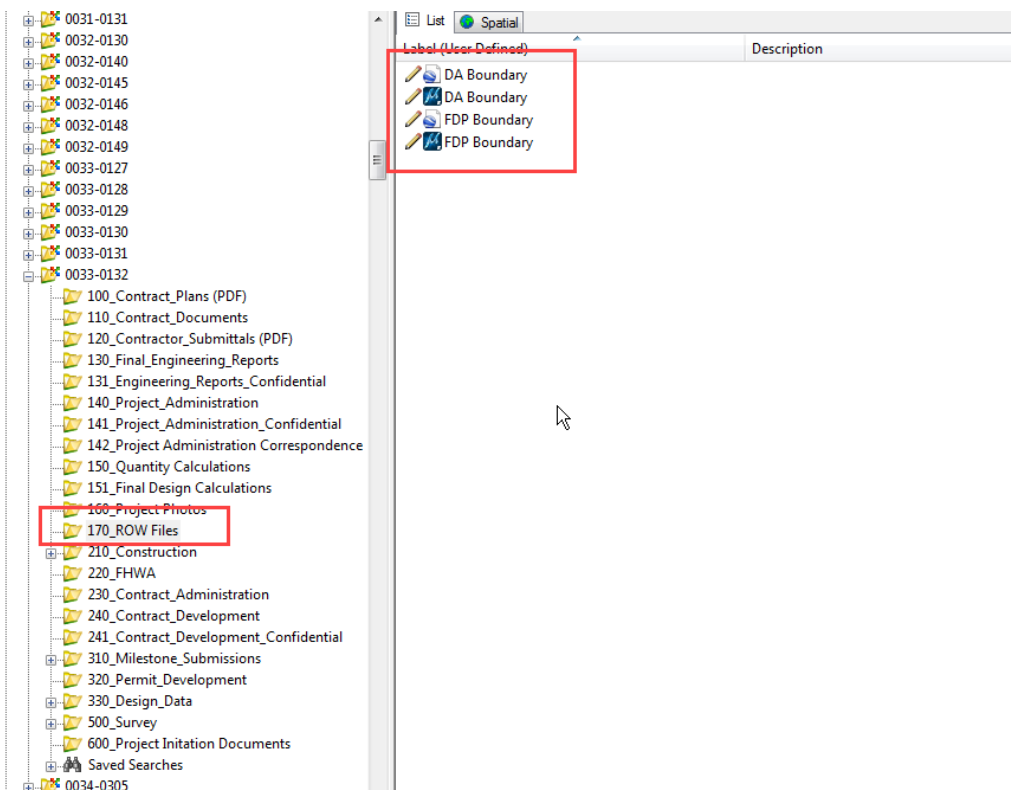 0031-0131
0032-0130
0032-0140
0032-0145
0032-0146
0032-0148
0032-0149
0033-0127
0033-0128
0033-0129
0033-0130
0033-0131
0033-0132
100_Contract_Plans (PDF)
110_Contract_Documents
120_Contractor_Submittals (PDF)
130_Final_Engineering_Reports
131_Engineering_Reports_Confidential
140_Project_Administration
141_Project_Administration_Confidential
142_Project Administration Correspondence
150_Quantity Calculations
151_Final Design Calculations
160_Project Photos
170_ROW Files
210_Construction
220_FHWA
230_Contract_Administration
240_Contract_Development
241_Contract_Development_Confidential
310_Milestone_Submissions
320_Permit_Development
330_Design_Data
500_Survey
600_Project Initation Documents
Saved Searches
0034-0305
List Spatial
Label (User Defined) Description
DA Boundary
DA Boundary
FDP Boundary
FDP Boundary